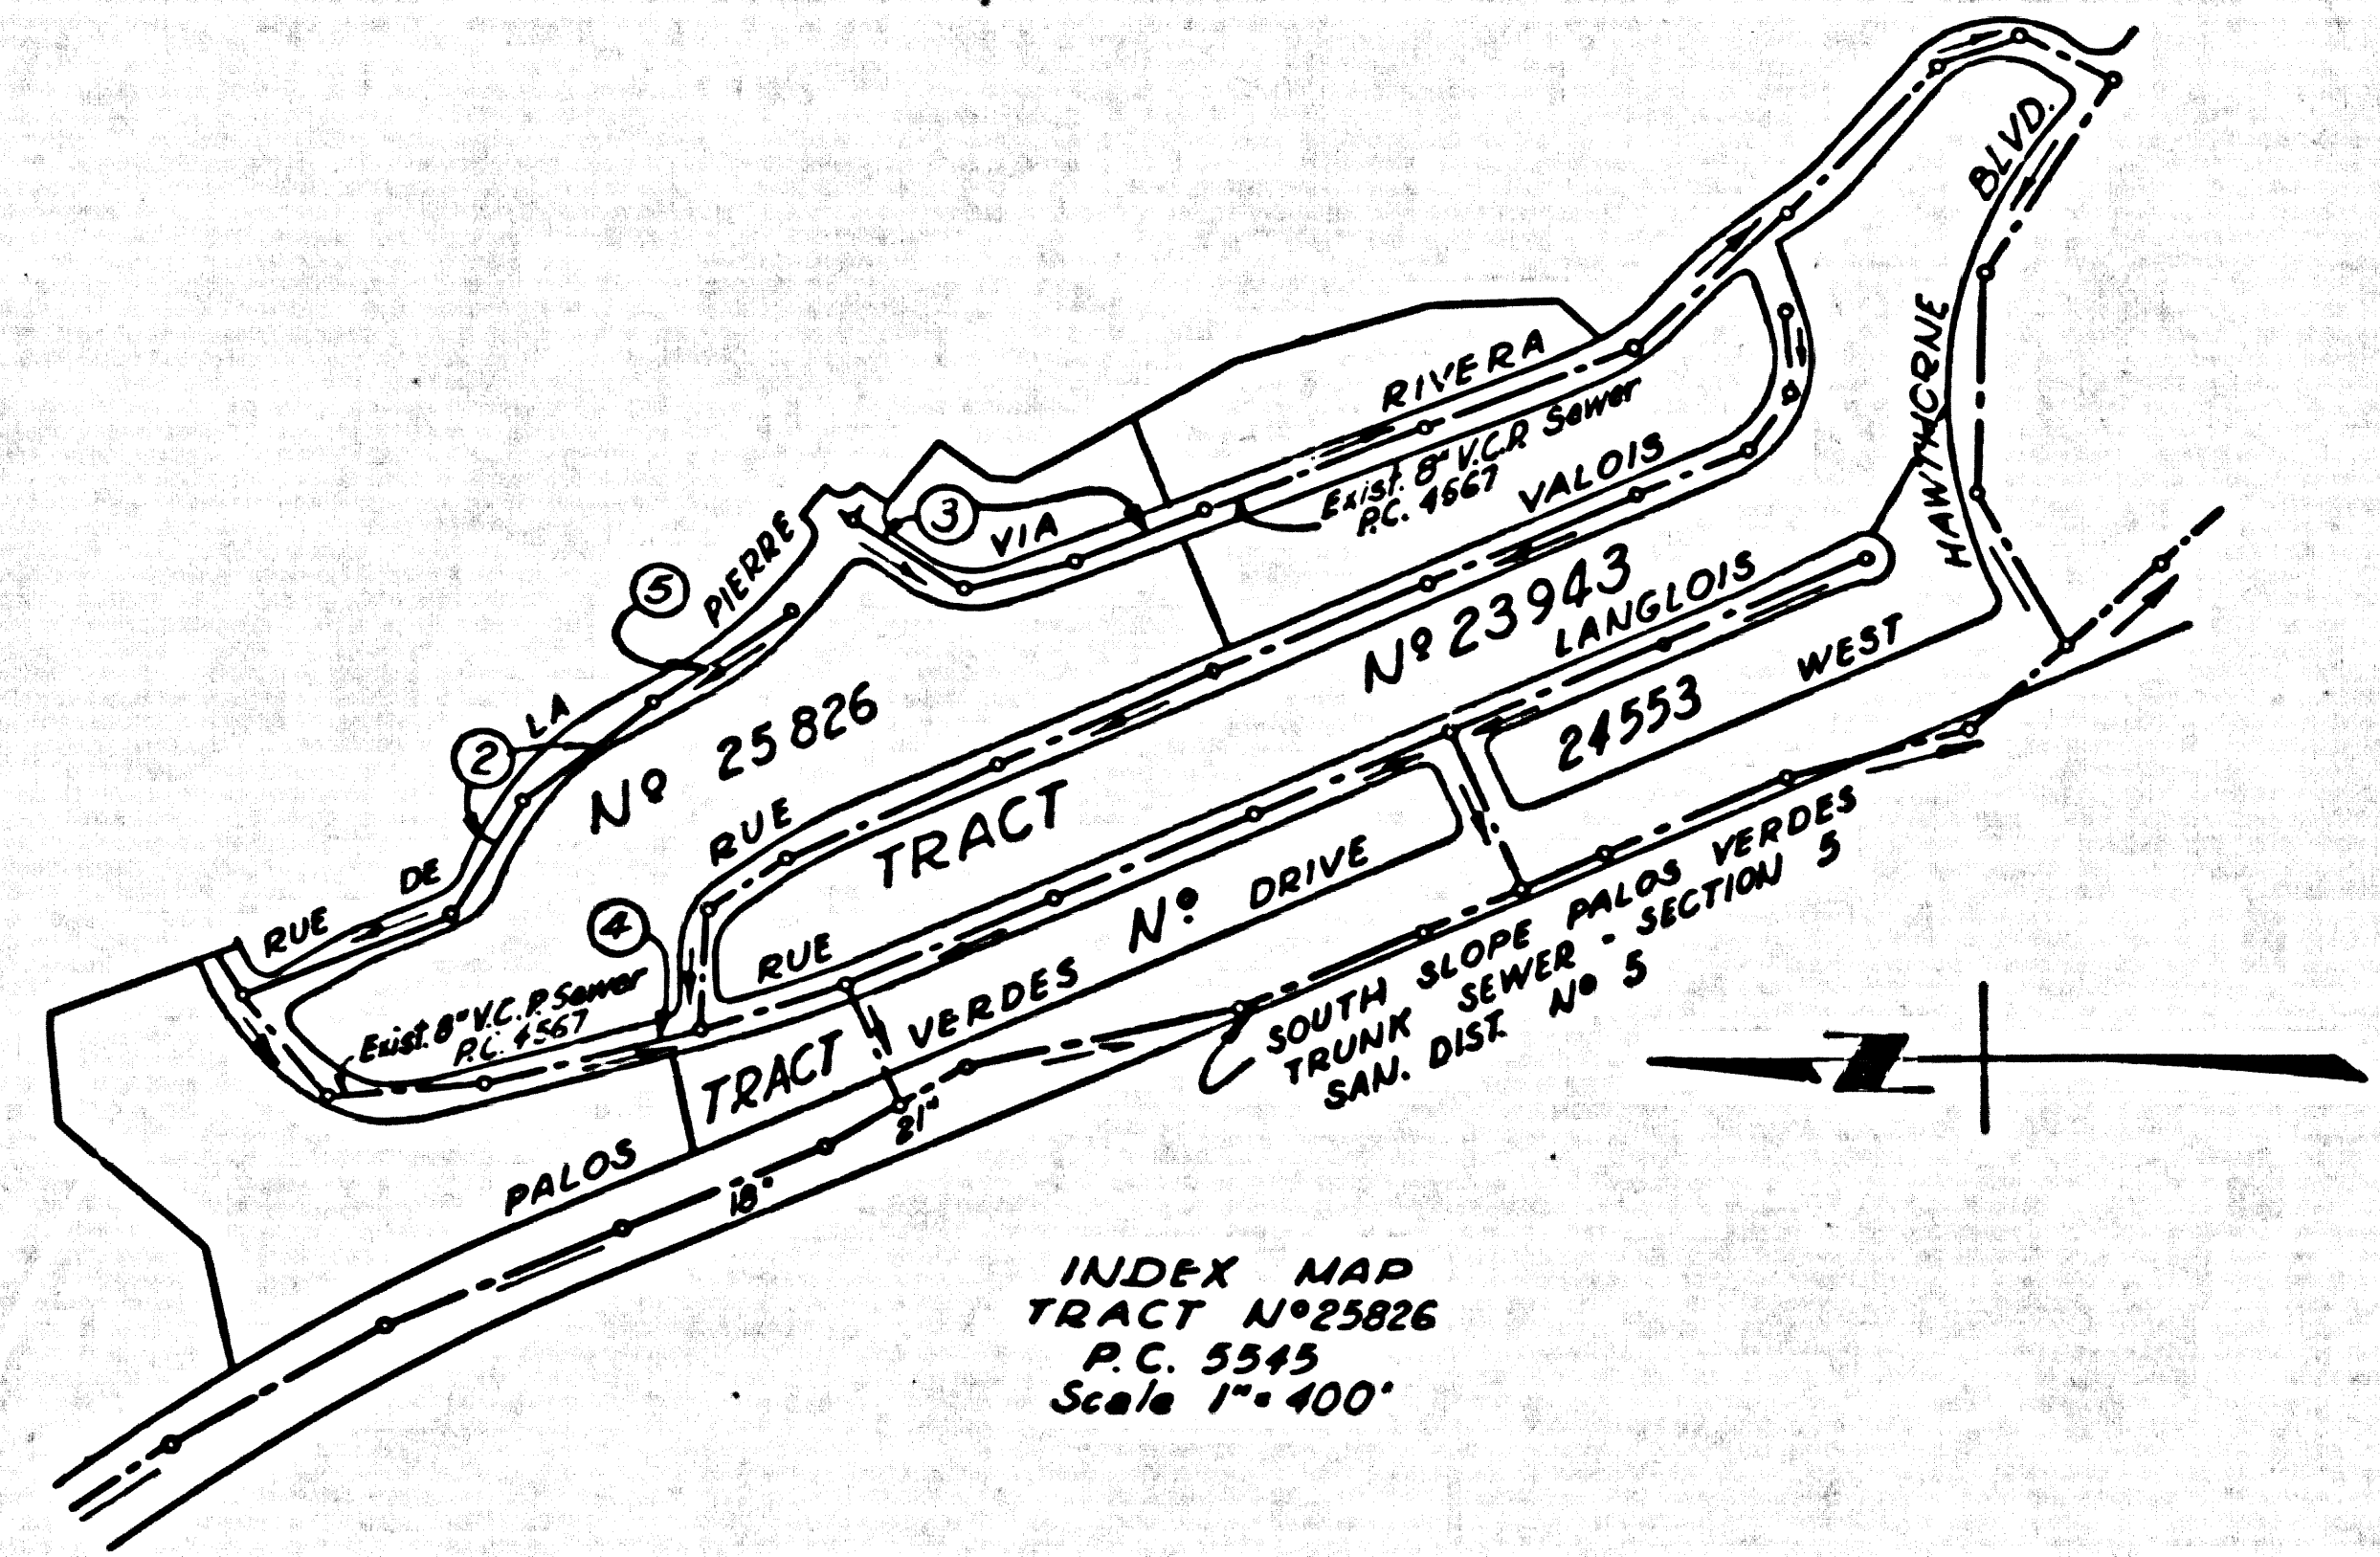 BLVD.
HAWTHORNE
VIA RIVERA
Exist. 8" V.C.P. Sewer
P.C. 4567
3
5
2
4
RUE DE LA PIERRE
RUE VALOIS
Nº 25826
TRACT Nº 23943
RUE LANGLOIS
Exist. 8" V.C.P. Sewer
P.C. 4567
TRACT Nº 24553
PALOS VERDES DRIVE WEST
21"
18"
SOUTH SLOPE PALOS VERDES
TRUNK SEWER - SECTION 5
SAN. DIST. Nº 5
N
INDEX MAP
TRACT Nº 25826
P.C. 5545
Scale 1" = 400'